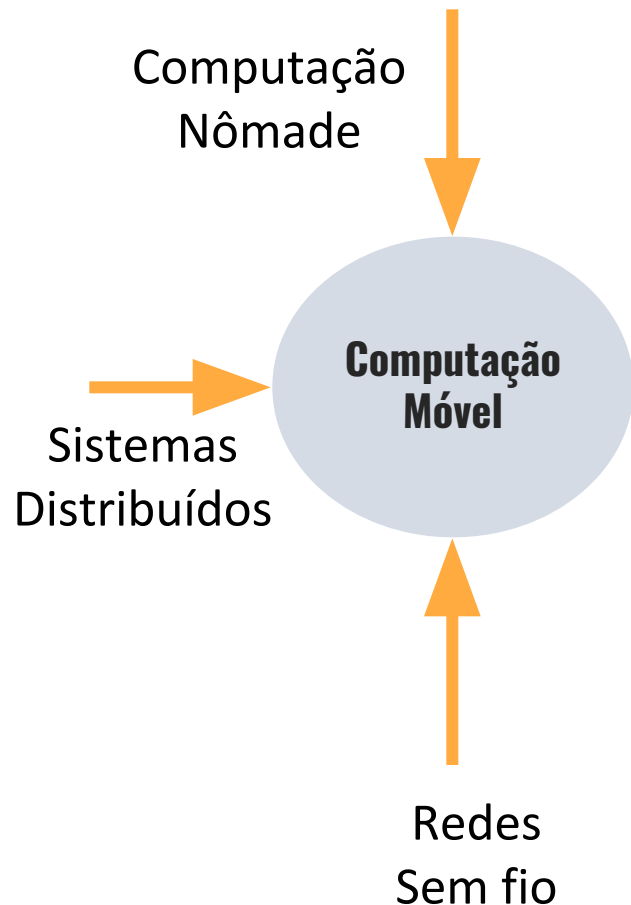 Computação
Nômade
Computação
Móvel
Sistemas
Distribuídos
Redes
Sem fio